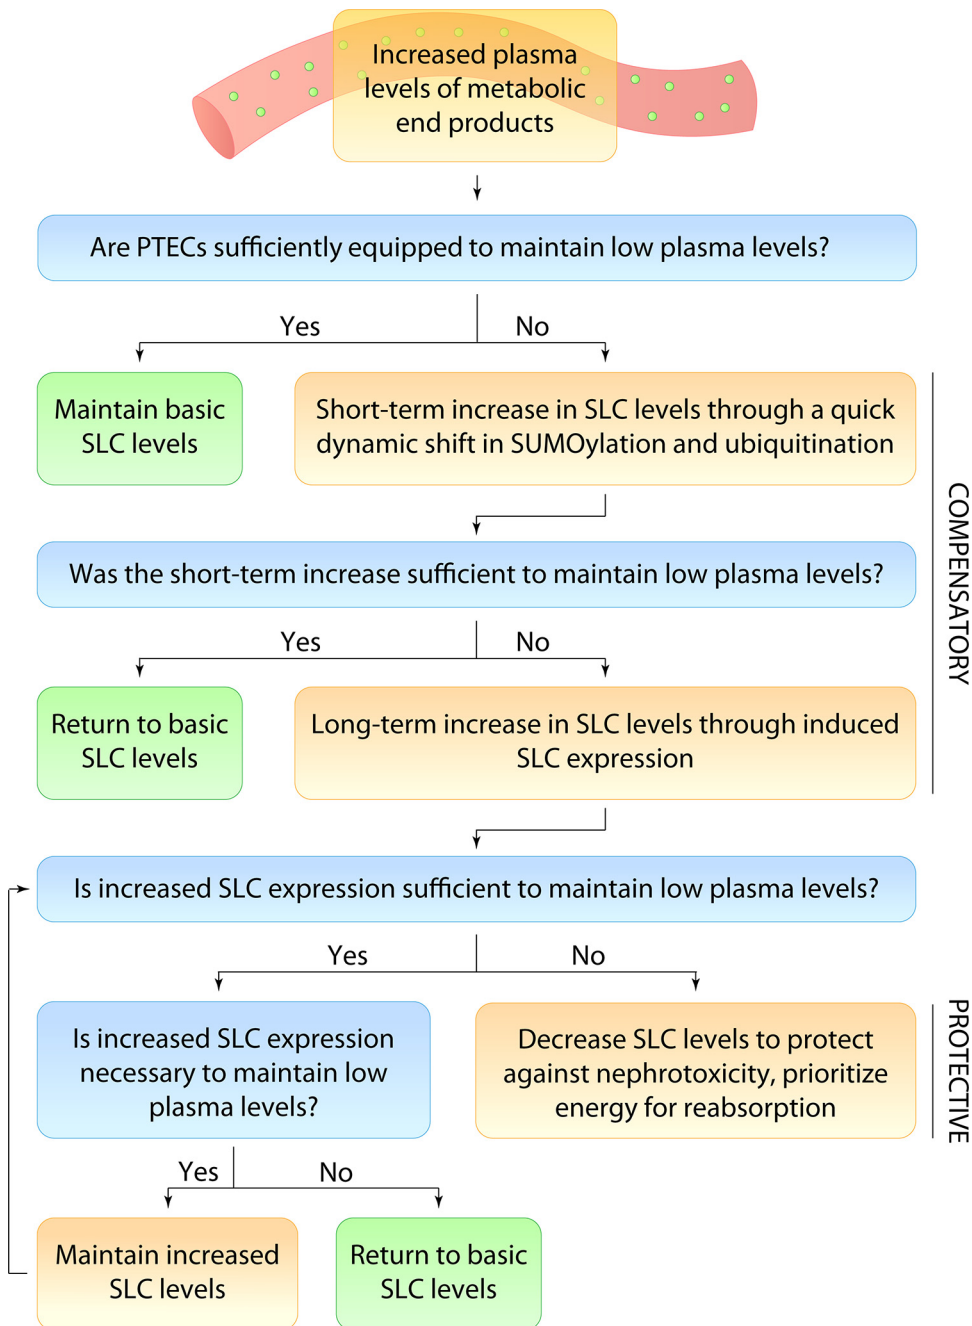 Increased plasma
levels of metabolic
end products
Are PTECs sufficiently equipped to maintain low plasma levels?
Yes
No
Maintain basic
SLC levels
Short-term increase in SLC levels through a quick
dynamic shift in SUMOylation and ubiquitination
COMPENSATORY
Was the short-term increase sufficient to maintain low plasma levels?
Yes
No
Return to basic
SLC levels
Long-term increase in SLC levels through induced
SLC expression
Is increased SLC expression sufficient to maintain low plasma levels?
Yes
No
Is increased SLC expression
necessary to maintain low
plasma levels?
Decrease SLC levels to protect
against nephrotoxicity, prioritize
energy for reabsorption
PROTECTIVE
Yes
No
Maintain increased
SLC levels
Return to basic
SLC levels